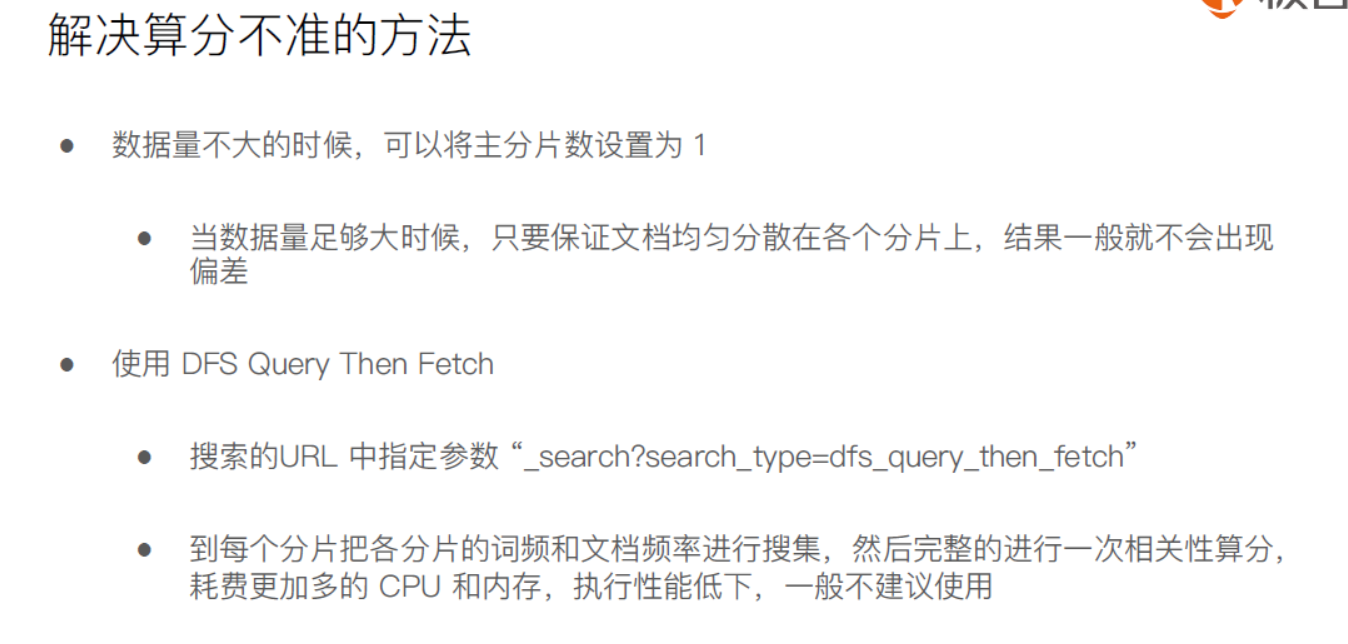 解决算分不准的方法
● 数据量不大的时候，可以将主分片数设置为 1
● 当数据量足够大时候，只要保证文档均匀分散在各个分片上，结果一般就不会出现
偏差
● 使用 DFS Query Then Fetch
● 搜索的URL 中指定参数 “_search?search_type=dfs_query_then_fetch”
● 到每个分片把各分片的词频和文档频率进行搜集，然后完整的进行一次相关性算分，
耗费更加多的 CPU 和内存，执行性能低下，一般不建议使用